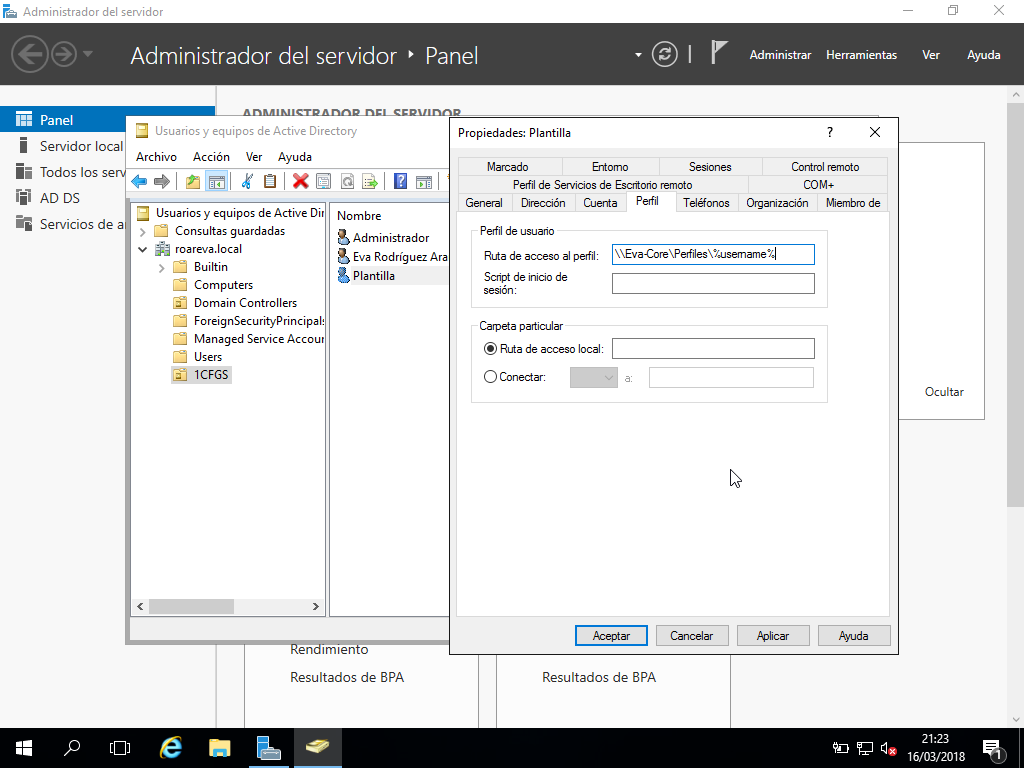 Administrador del servidor
Administrador del servidor ‣ Panel
Administrar Herramientas Ver Ayuda
ADMINISTRADOR DEL SERVIDOR
Panel
Servidor local
Todos los serv
AD DS
Servicios de a
Usuarios y equipos de Active Directory
Archivo Acción Ver Ayuda
Usuarios y equipos de Active Dir
Consultas guardadas
roareva.local
Builtin
Computers
Domain Controllers
ForeignSecurityPrincipals
Managed Service Accour
Users
1CFGS
Nombre
Administrador
Eva Rodríguez Ara
Plantilla
Propiedades: Plantilla
?
Marcado Entorno Sesiones Control remoto
Perfil de Servicios de Escritorio remoto COM+
General Dirección Cuenta Perfil Teléfonos Organización Miembro de
Perfil de usuario
Ruta de acceso al perfil: \\Eva-Core\Perfiles\%username%
Script de inicio de
sesión:
Carpeta particular
Ruta de acceso local:
Conectar: a:
Aceptar Cancelar Aplicar Ayuda
Ocultar
Rendimiento
Resultados de BPA
Resultados de BPA
21:23
16/03/2018
1